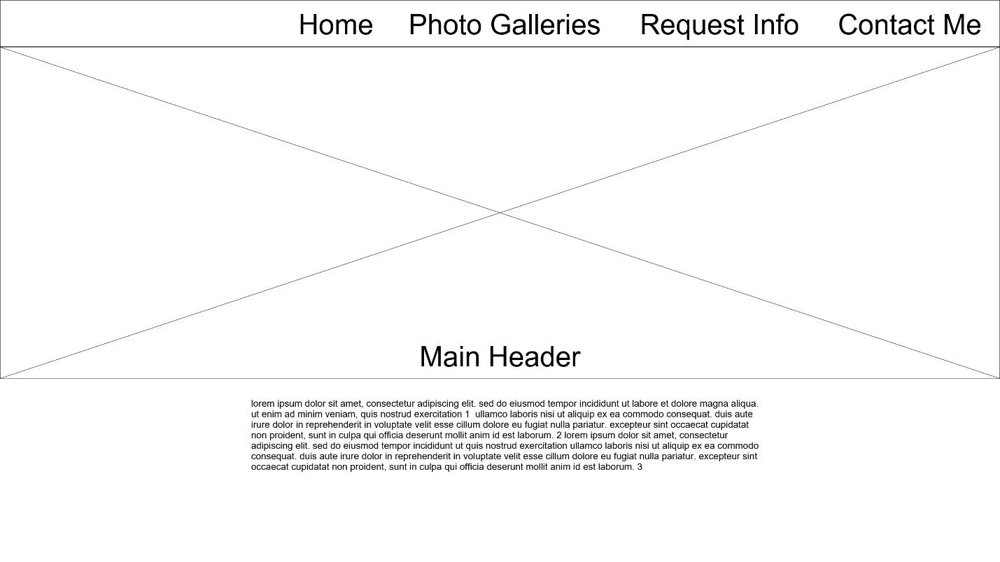 Home Photo Galleries Request Info Contact Me
Main Header
lorem ipsum dolor sit amet, consectetur adipiscing elit. sed do eiusmod tempor incididunt ut labore et dolore magna aliqua.
ut enim ad minim veniam, quis nostrud exercitation 1  ullamco laboris nisi ut aliquip ex ea commodo consequat. duis aute
irure dolor in reprehenderit in voluptate velit esse cillum dolore eu fugiat nulla pariatur. excepteur sint occaecat cupidatat
non proident, sunt in culpa qui officia deserunt mollit anim id est laborum. 2 lorem ipsum dolor sit amet, consectetur
adipiscing elit. sed do eiusmod tempor incididunt ut quis nostrud exercitation ullamco laboris nisi ut aliquip ex ea commodo
consequat. duis aute irure dolor in reprehenderit in voluptate velit esse cillum dolore eu fugiat nulla pariatur. excepteur sint
occaecat cupidatat non proident, sunt in culpa qui officia deserunt mollit anim id est laborum. 3